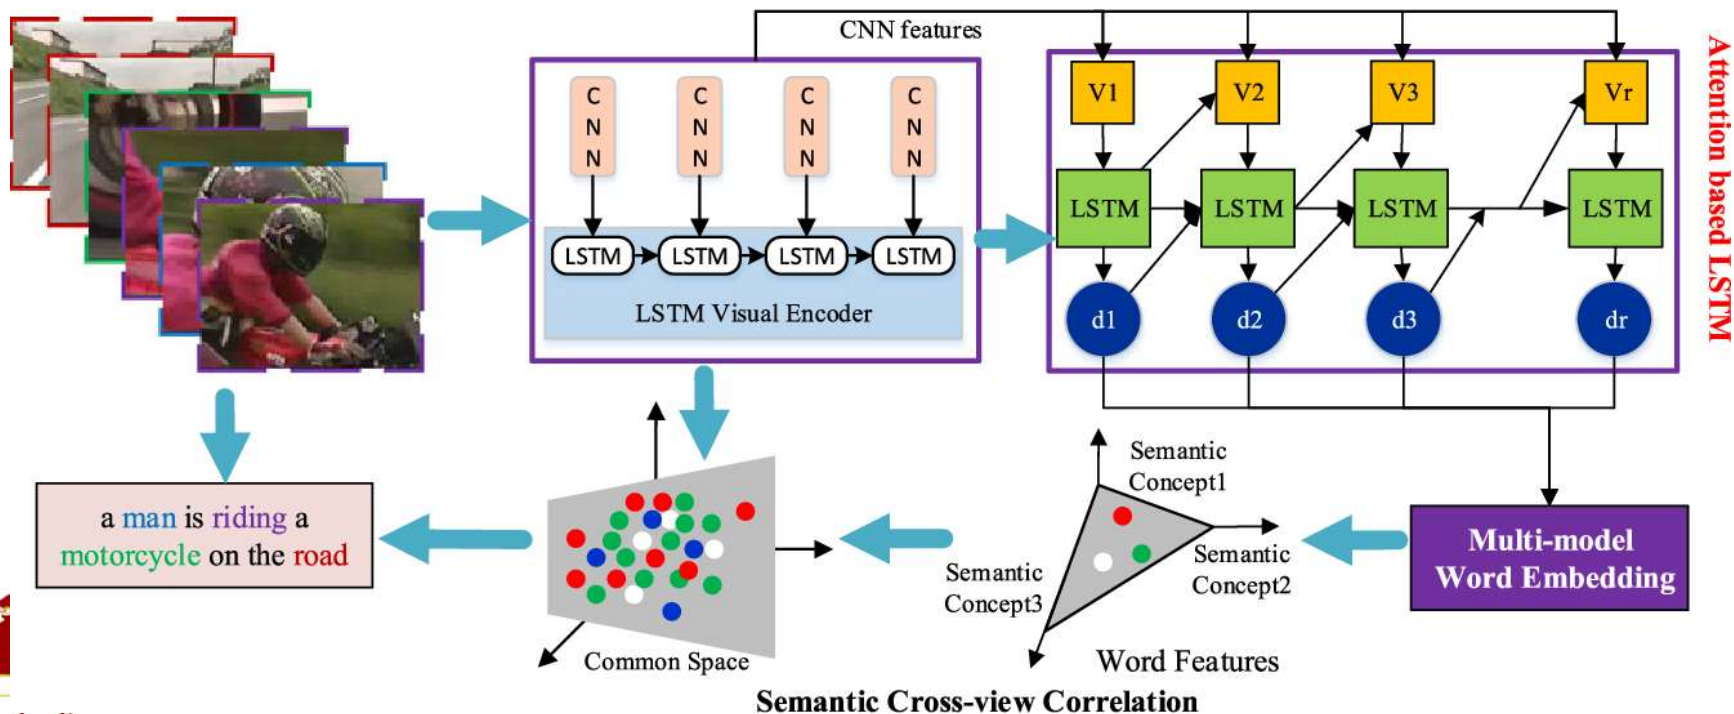 CNN features
C
N
N
C
N
N
C
N
N
C
N
N
LSTM
LSTM
LSTM
LSTM
LSTM Visual Encoder
V1
V2
V3
Vr
LSTM
LSTM
LSTM
LSTM
d1
d2
d3
dr
Attention based LSTM
a man is riding a
motorcycle on the road
Common Space
Semantic
Concept1
Semantic
Concept2
Semantic
Concept3
Word Features
Multi-model
Word Embedding
Semantic Cross-view Correlation